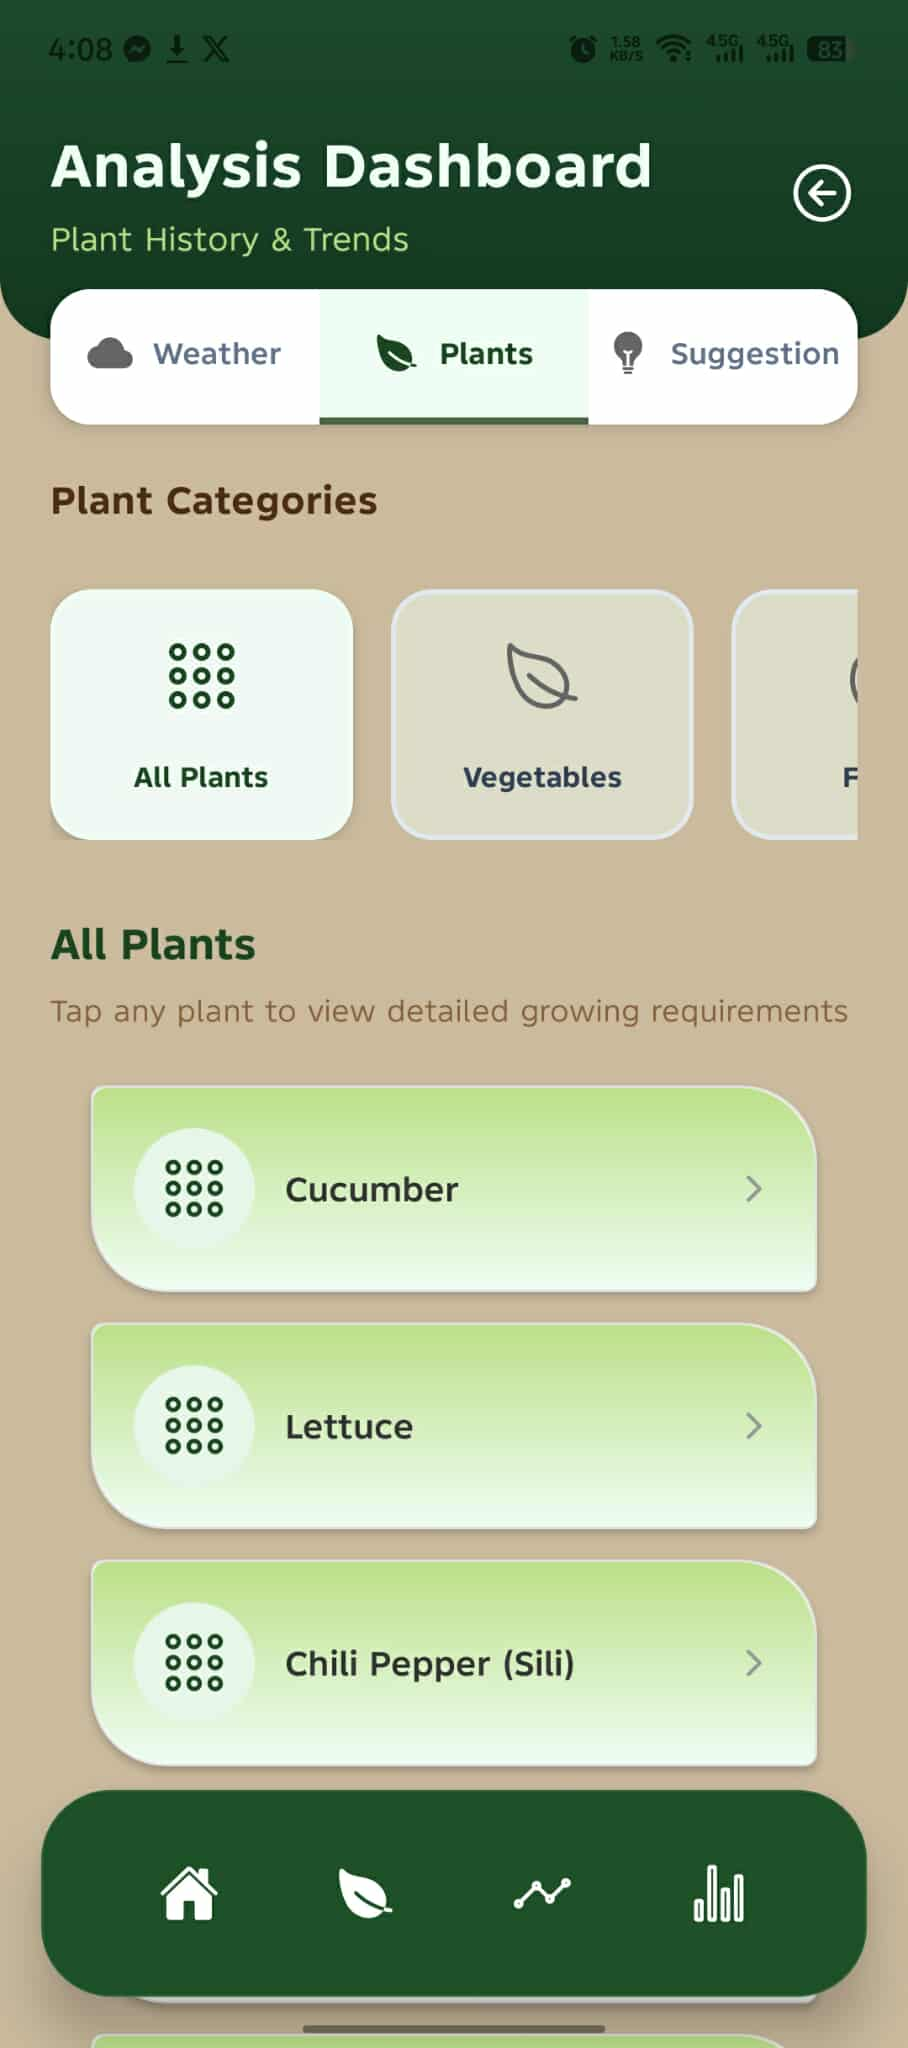 4:08
1.58 KB/S 4.5G 4.5G 83
Analysis Dashboard
Plant History & Trends
Weather Plants Suggestion
Plant Categories
All Plants Vegetables F
All Plants
Tap any plant to view detailed growing requirements
Cucumber
Lettuce
Chili Pepper (Sili)